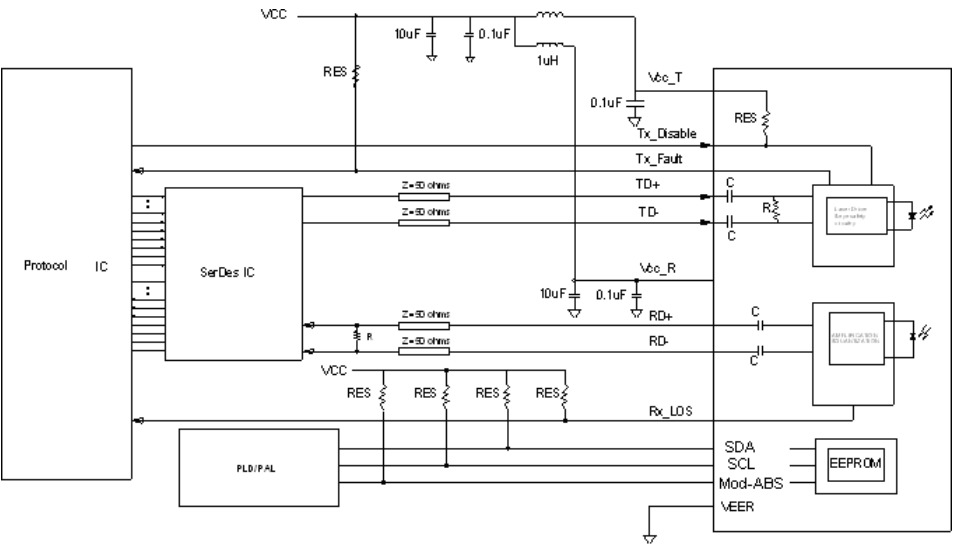 VCC
10uF
0.1uF
1uH
RES
Vcc_T
0.1uF
RES
Tx_Disable
Tx_Fault
Z=50 ohms
TD+
C
Z=50 ohms
TD-
R
C
Protocol IC
SerDes IC
Vcc_R
10uF
0.1uF
Z=50 ohms
RD+
C
R
Z=50 ohms
RD-
C
VCC
RES
RES
RES
RES
Rx_LOS
PLD/PAL
SDA
SCL
Mod-ABS
EEPROM
VEER